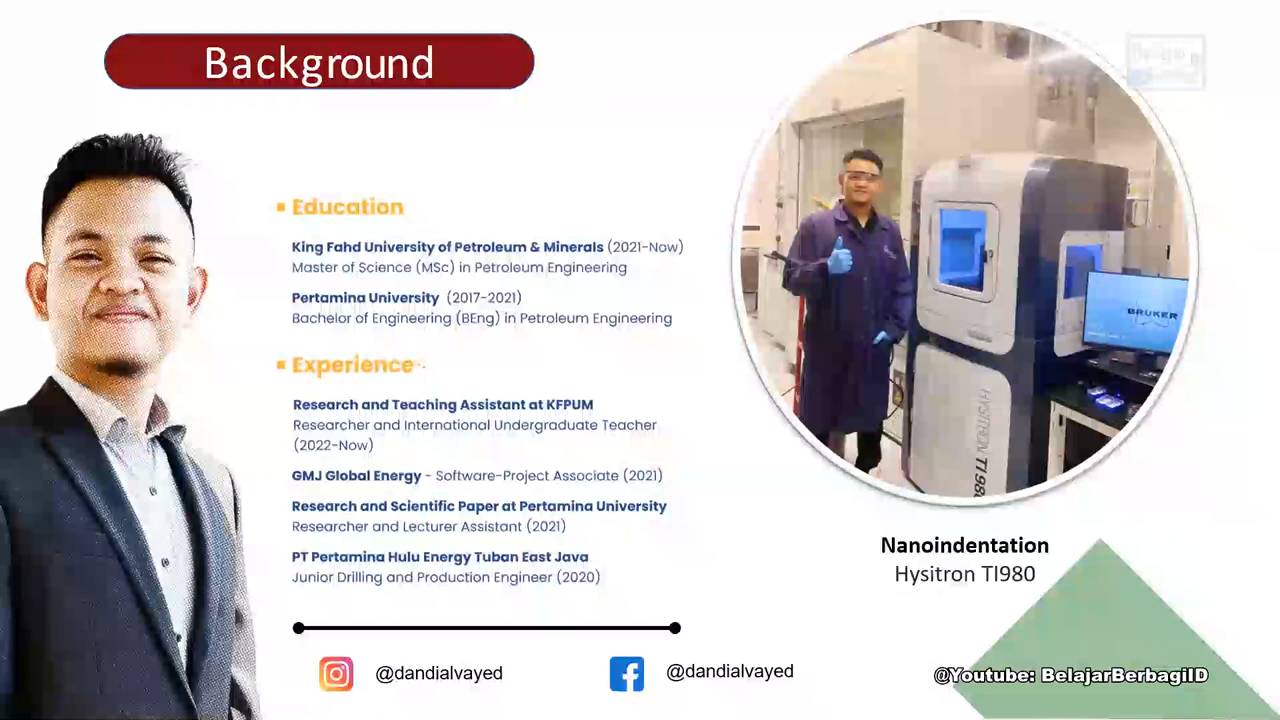 Background
Education
King Fahd University of Petroleum & Minerals (2021-Now)
Master of Science (MSc) in Petroleum Engineering
Pertamina University (2017-2021)
Bachelor of Engineering (BEng) in Petroleum Engineering
Experience
Research and Teaching Assistant at KFPUM
Researcher and International Undergraduate Teacher
(2022-Now)
GMJ Global Energy - Software-Project Associate (2021)
Research and Scientific Paper at Pertamina University
Researcher and Lecturer Assistant (2021)
PT Pertamina Hulu Energy Tuban East Java
Junior Drilling and Production Engineer (2020)
@dandialvayed
@dandialvayed
BRUKER
HYSITRON TI 980
Nanoindentation
Hysitron TI980
@Youtube: BelajarBerbagiID